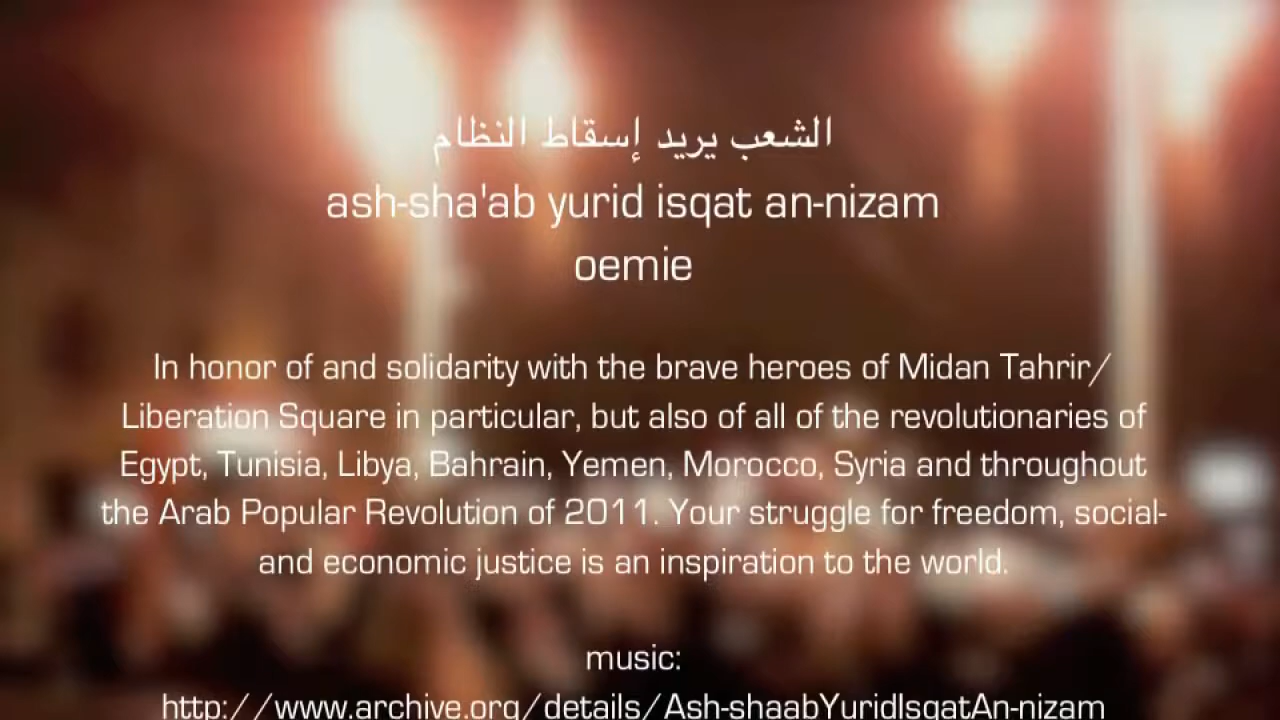 الشعب يريد إسقاط النظام
ash-sha'ab yurid isqat an-nizam
oemie
In honor of and solidarity with the brave heroes of Midan Tahrir/
Liberation Square in particular, but also of all of the revolutionaries of
Egypt, Tunisia, Libya, Bahrain, Yemen, Morocco, Syria and throughout
the Arab Popular Revolution of 2011. Your struggle for freedom, social-
and economic justice is an inspiration to the world.
music:
http://www.archive.org/details/Ash-shaabYuridIsqatAn-nizam